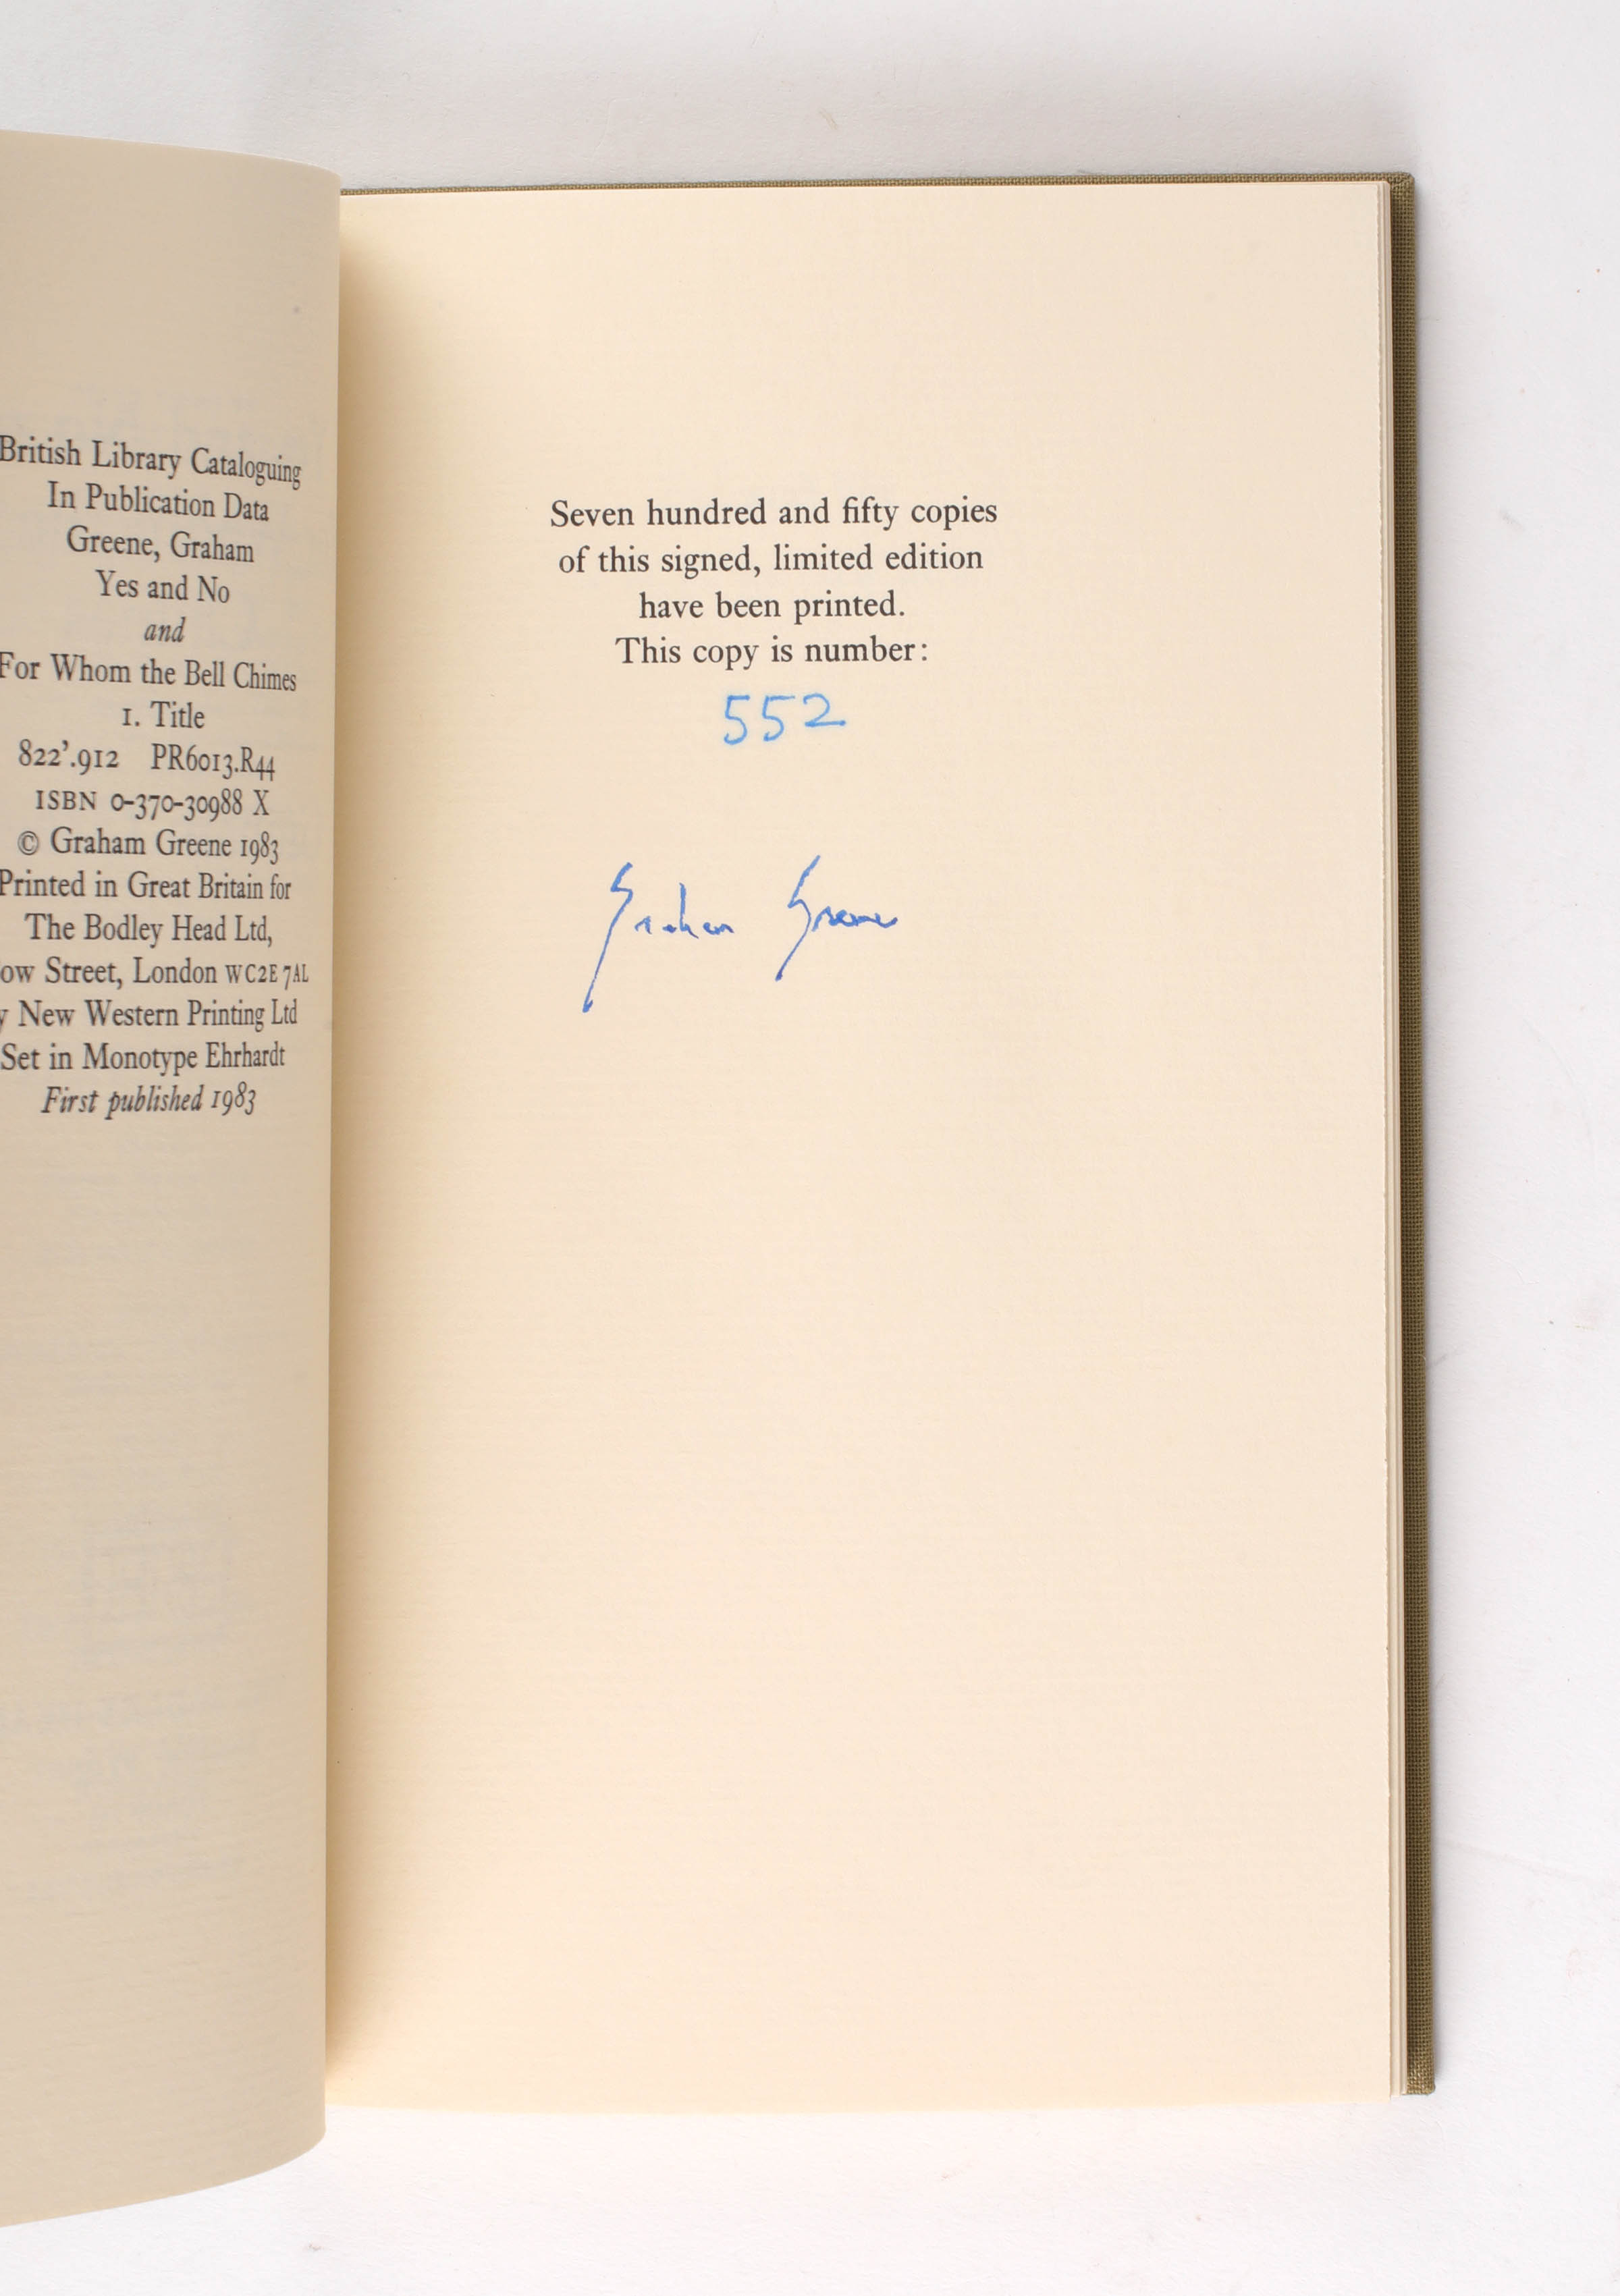 British Library Cataloguing
In Publication Data
Greene, Graham
Yes and No
and
For Whom the Bell Chimes
1. Title
822'.912 PR6013.R44
ISBN 0-370-30988 X
© Graham Greene 1983
Printed in Great Britain for
The Bodley Head Ltd,
ow Street, London WC2E 7AL
y New Western Printing Ltd
Set in Monotype Ehrhardt
First published 1983
Seven hundred and fifty copies
of this signed, limited edition
have been printed.
This copy is number:
552
Graham Greene